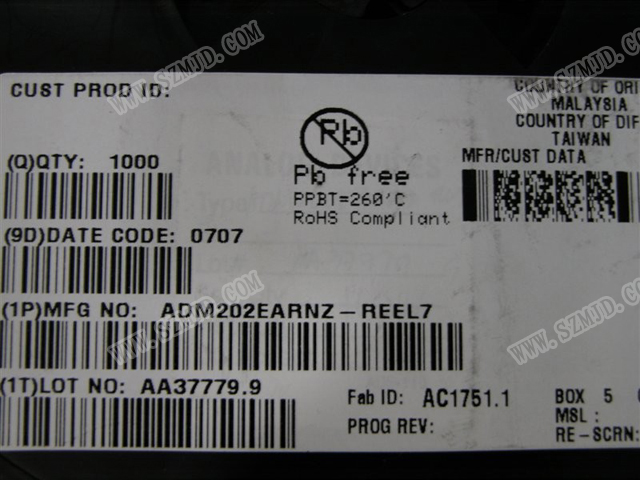 CUST PROD ID:
COUNTRY OF ORI
MALAYSIA
COUNTRY OF DIF
TAIWAN
Pb
(Q)QTY: 1000
MFR/CUST DATA
Pb free
PPBT=260'C
RoHS Compliant
(9D)DATE CODE: 0707
(1P)MFG NO: ADM202EARNZ-REEL7
(1T)LOT NO: AA37779.9
Fab ID: AC1751.1
BOX 5
PROG REV:
MSL :
RE-SCRN:
WWW.SZMJD.COM
WWW.SZMJD.COM
WWW.SZMJD.COM
WWW.SZMJD.COM
WWW.SZMJD.COM